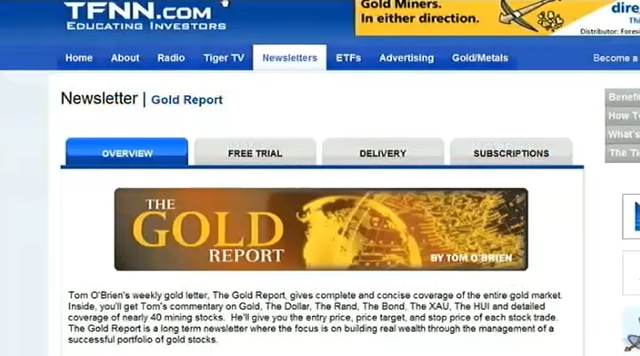 TFNN.COM
EDUCATING INVESTORS
Gold Miners.
In either direction.
Distributor: Foresi
Home About Radio Tiger TV Newsletters ETFs Advertising Gold/Metals Become a
Newsletter | Gold Report
Benefi
How T
What's
The Ti
OVERVIEW FREE TRIAL DELIVERY SUBSCRIPTIONS
THE
GOLD
REPORT
BY TOM O'BRIEN
Tom O'Brien's weekly gold letter, The Gold Report, gives complete and concise coverage of the entire gold market.
Inside, you'll get Tom's commentary on Gold, The Dollar, The Rand, The Bond, The XAU, The HUI and detailed
coverage of nearly 40 mining stocks. He'll give you the entry price, price target, and stop price of each stock trade.
The Gold Report is a long term newsletter where the focus is on building real wealth through the management of a
successful portfolio of gold stocks.